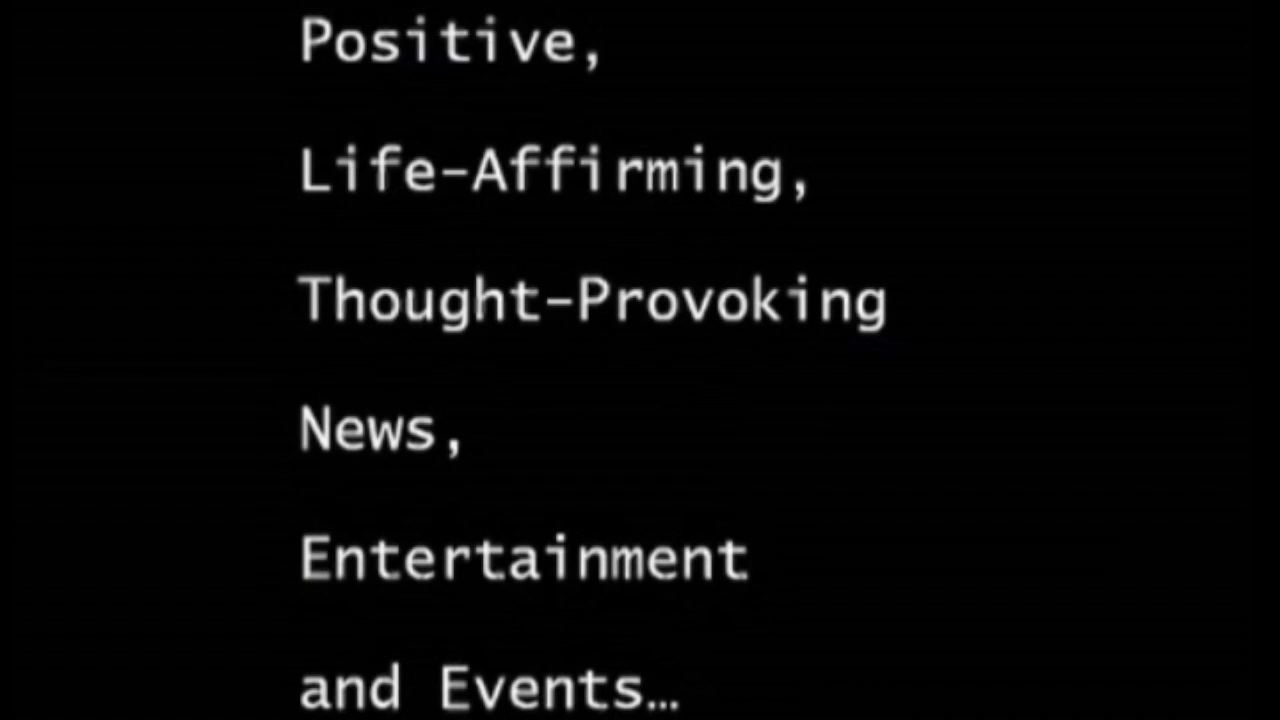 Positive,
Life-Affirming,
Thought-Provoking
News,
Entertainment
and Events…